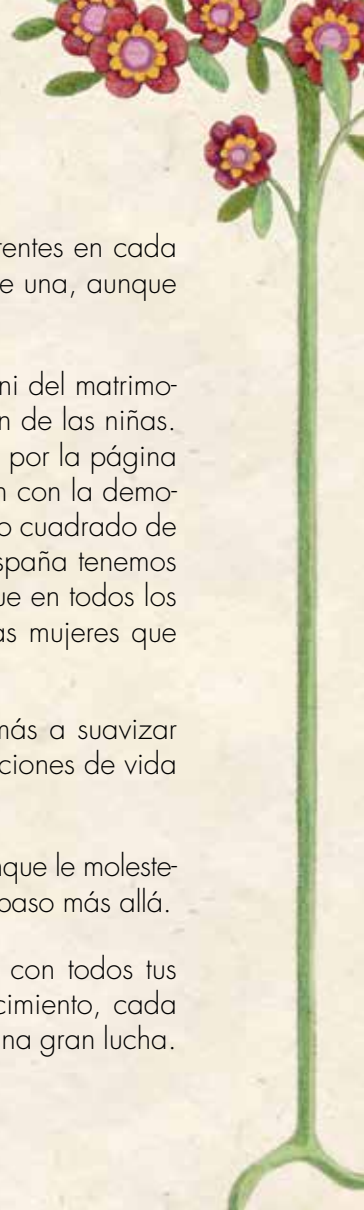 rentes en cada
e una, aunque
ni del matrimo-
n de las niñas.
por la página
n con la demo-
o cuadrado de
spaña tenemos
ue en todos los
as mujeres que
más a suavizar
ciones de vida
nque le moleste-
paso más allá.
con todos tus
cimiento, cada
na gran lucha.